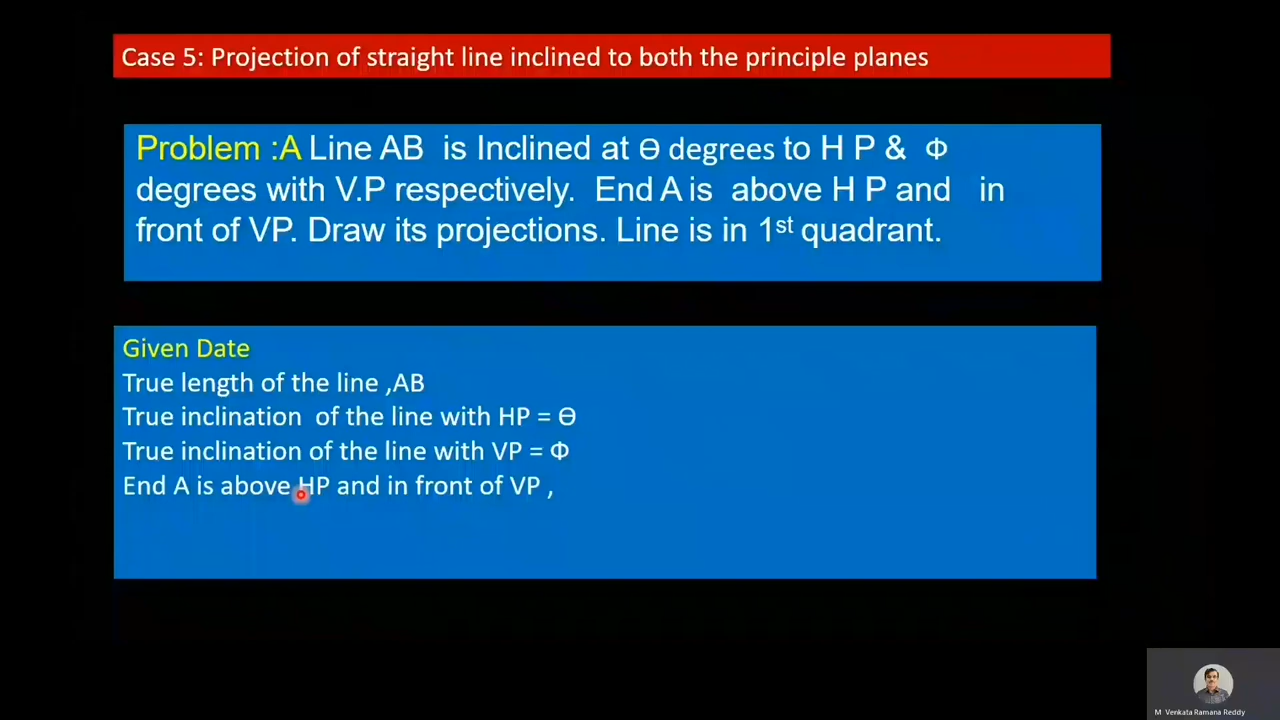 Case 5: Projection of straight line inclined to both the principle planes
Problem :A Line AB is Inclined at Ɵ degrees to H P & Φ
degrees with V.P respectively. End A is above H P and in
front of VP. Draw its projections. Line is in 1st quadrant.
Given Date
True length of the line ,AB
True inclination of the line with HP = Ɵ
True inclination of the line with VP = Φ
End A is above HP and in front of VP ,
M Venkata Ramana Reddy